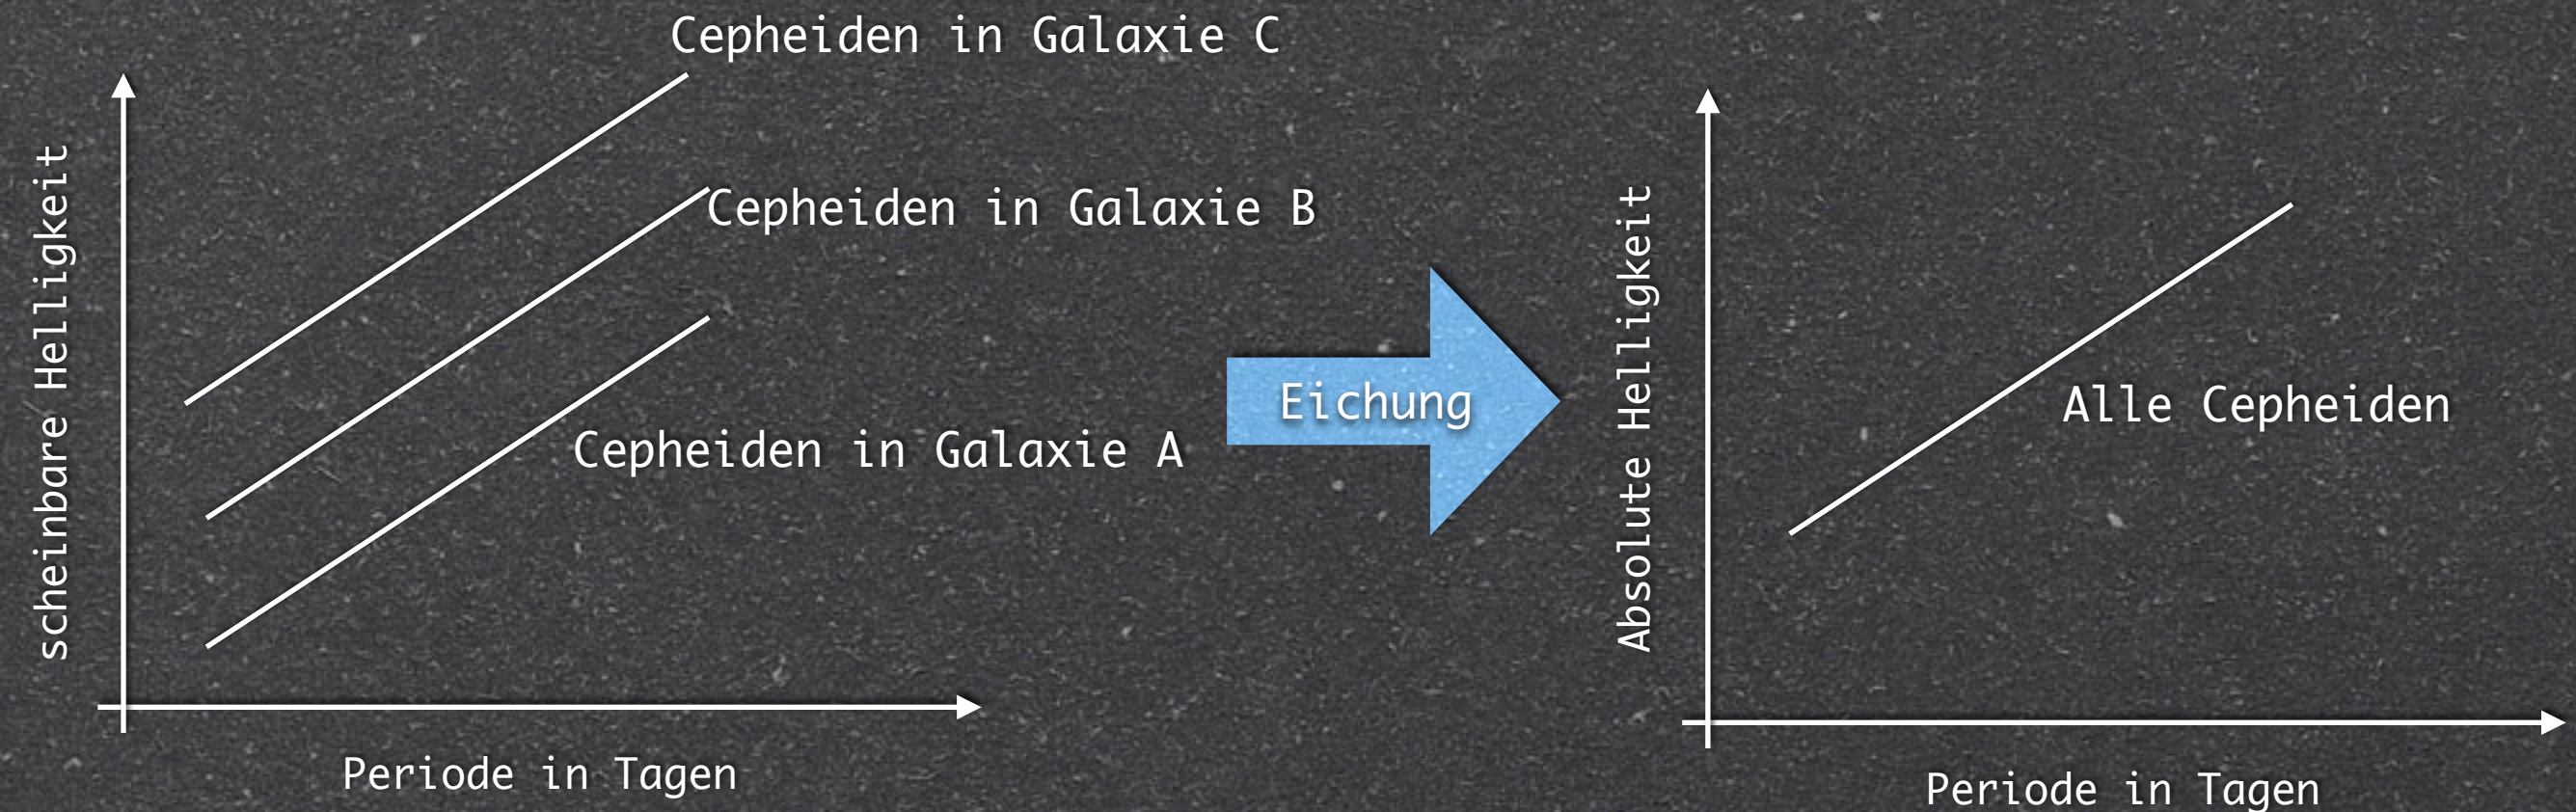 Cepheiden in Galaxie C
Cepheiden in Galaxie B
Cepheiden in Galaxie A
scheinbare Helligkeit
Periode in Tagen
Eichung
Absolute Helligkeit
Alle Cepheiden
Periode in Tagen